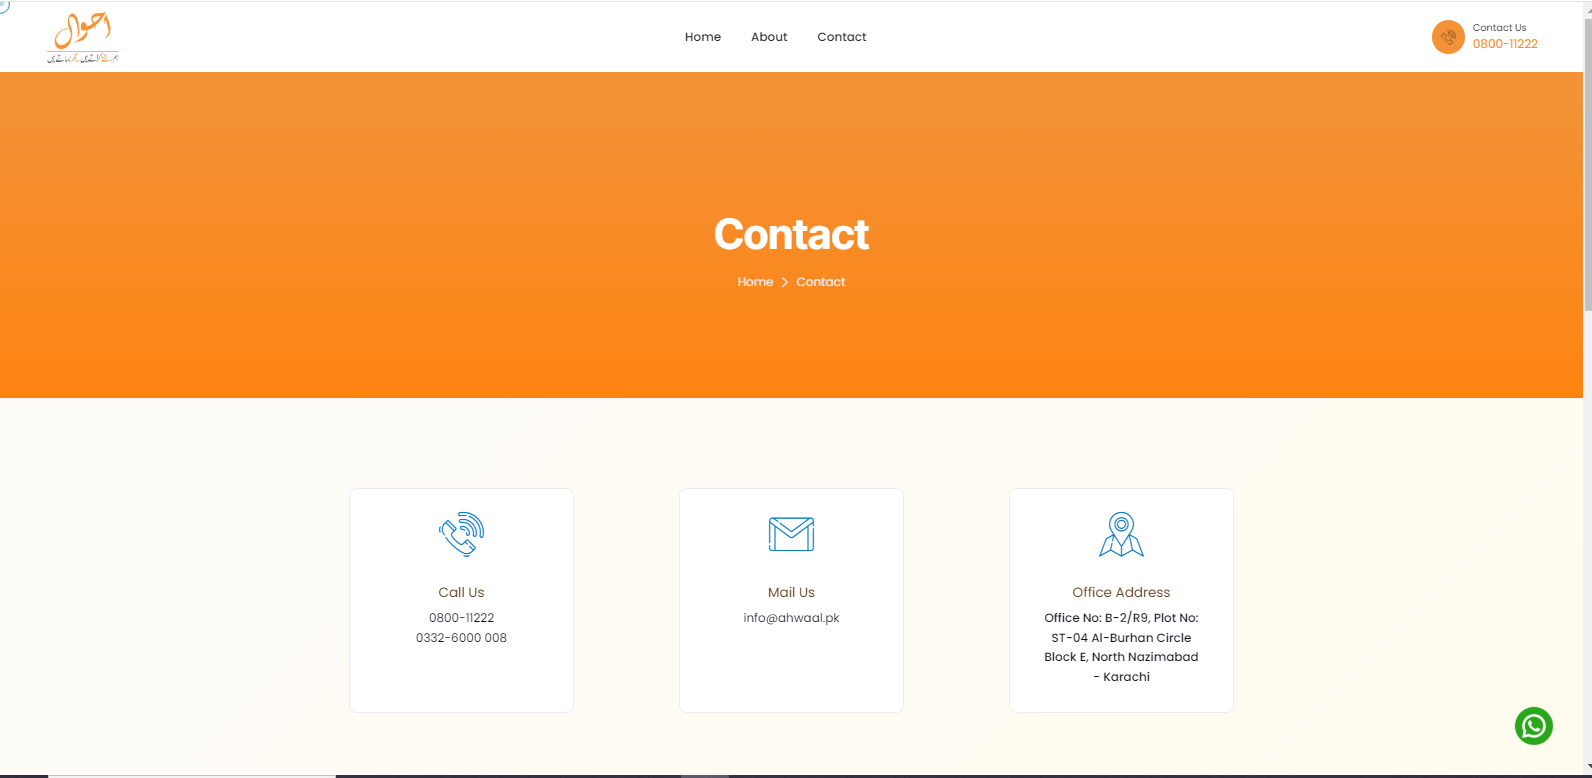 احوال
Home
About
Contact
Contact Us
0800-11222
Contact
Home > Contact
Call Us
0800-11222
0332-6000 008
Mail Us
info@ahwaal.pk
Office Address
Office No: B-2/R9, Plot No:
ST-04 Al-Burhan Circle
Block E, North Nazimabad
- Karachi